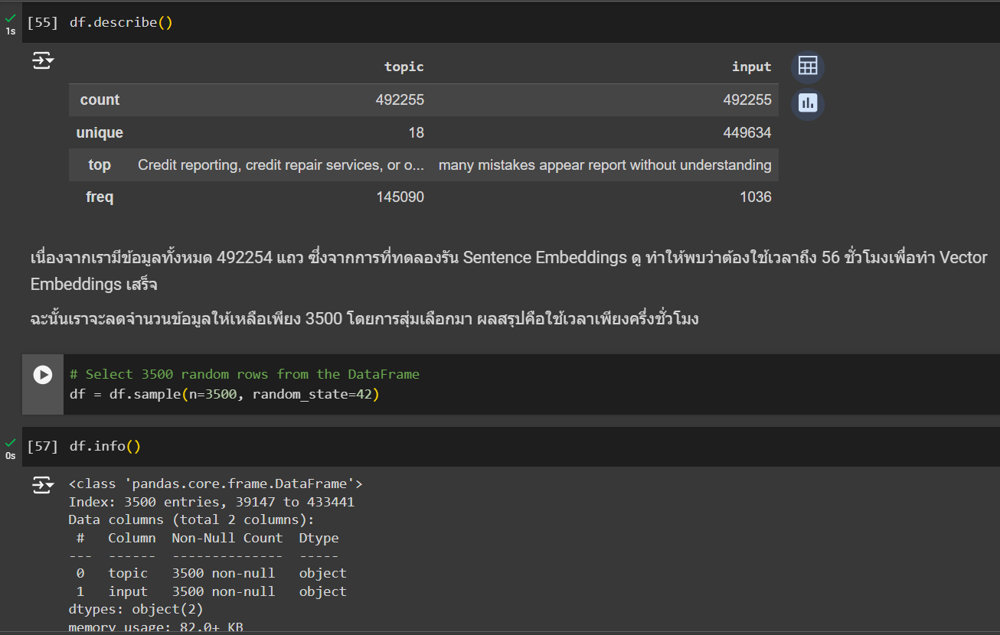 [55] df.describe()
1s
topic input
count 492255 492255
unique 18 449634
top Credit reporting, credit repair services, or o... many mistakes appear report without understanding
freq 145090 1036
เนื่องจากเรามีข้อมูลทั้งหมด 492254 แถว ซึ่งจากการที่ทดลองรัน Sentence Embeddings ดู ทำให้พบว่าต้องใช้เวลาถึง 56 ชั่วโมงเพื่อทำ Vector
Embeddings เสร็จ
ฉะนั้นเราจะลดจำนวนข้อมูลให้เหลือเพียง 3500 โดยการสุ่มเลือกมา ผลสรุปคือใช้เวลาเพียงครึ่งชั่วโมง
# Select 3500 random rows from the DataFrame
df = df.sample(n=3500, random_state=42)
[57] df.info()
0s
<class 'pandas.core.frame.DataFrame'>
Index: 3500 entries, 39147 to 433441
Data columns (total 2 columns):
# Column Non-Null Count Dtype
--- ------ -------------- -----
0 topic 3500 non-null object
1 input 3500 non-null object
dtypes: object(2)
memory usage: 82.0+ KB